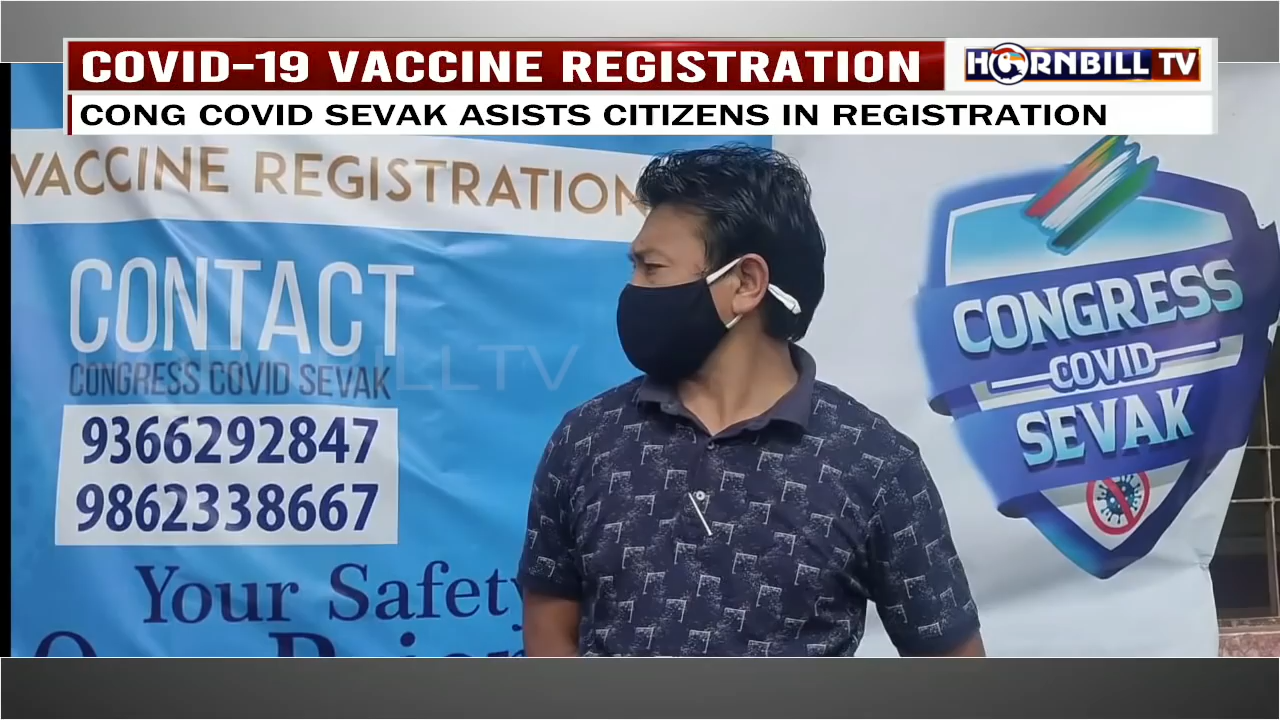 COVID-19 VACCINE REGISTRATION
HORNBILL TV
CONG COVID SEVAK ASISTS CITIZENS IN REGISTRATION
VACCINE REGISTRATION
CONTACT
CONGRESS COVID SEVAK
9366292847
9862338667
Your Safety
CONGRESS
COVID
SEVAK